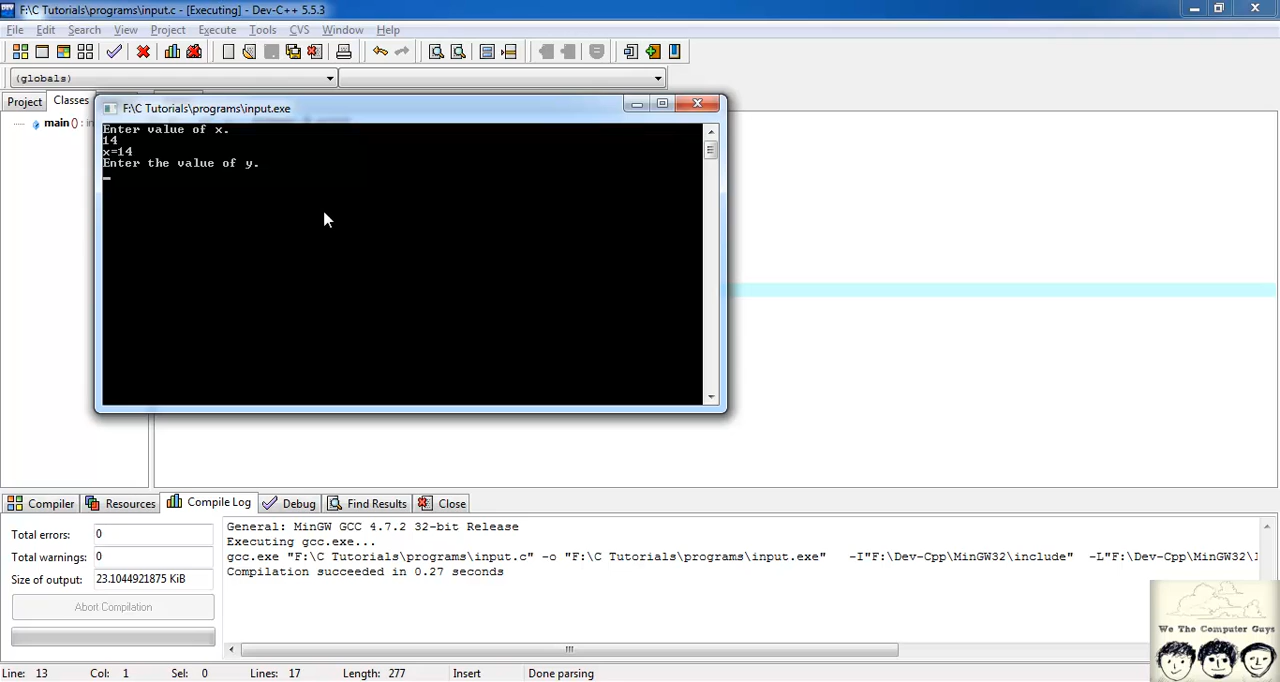 F:\C Tutorials\programs\input.c - [Executing] - Dev-C++ 5.5.3
File Edit Search View Project Execute Tools CVS Window Help
(globals)
Project Classes
main () : in
F:\C Tutorials\programs\input.exe
Enter value of x.
14
x=14
Enter the value of y.
Compiler Resources Compile Log Debug Find Results Close
Total errors: 0
Total warnings: 0
Size of output: 23.1044921875 KiB
Abort Compilation
General: MinGW GCC 4.7.2 32-bit Release
Executing gcc.exe...
gcc.exe "F:\C Tutorials\programs\input.c" -o "F:\C Tutorials\programs\input.exe" -I"F:\Dev-Cpp\MinGW32\include" -L"F:\Dev-Cpp\MinGW32\l
Compilation succeeded in 0.27 seconds
We The Computer Guys
Line: 13 Col: 1 Sel: 0 Lines: 17 Length: 277 Insert Done parsing